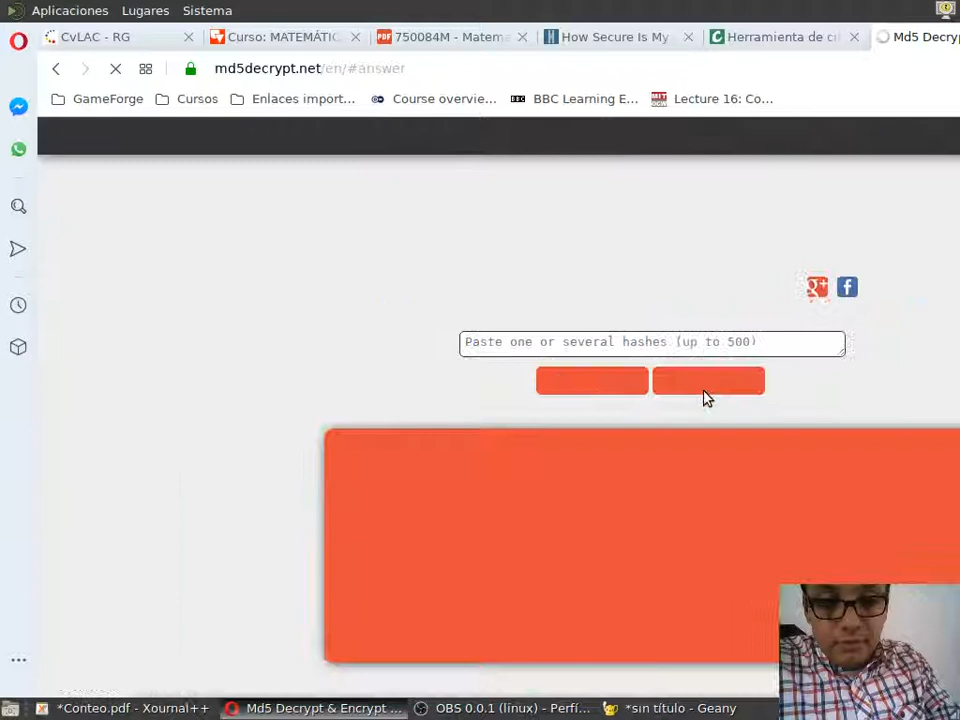 Aplicaciones Lugares Sistema
CvLAC - RG Curso: MATEMÁTIC 750084M - Matem How Secure Is My Herramienta de ci Md5 Decry
md5decrypt.net/en/#answer
GameForge Cursos Enlaces import... Course overvie... BBC Learning E... Lecture 16: Co...
g+ f
Paste one or several hashes (up to 500)
*Conteo.pdf - Xournal++ Md5 Decrypt & Encrypt ... OBS 0.0.1 (linux) - Perfi... *sin título - Geany